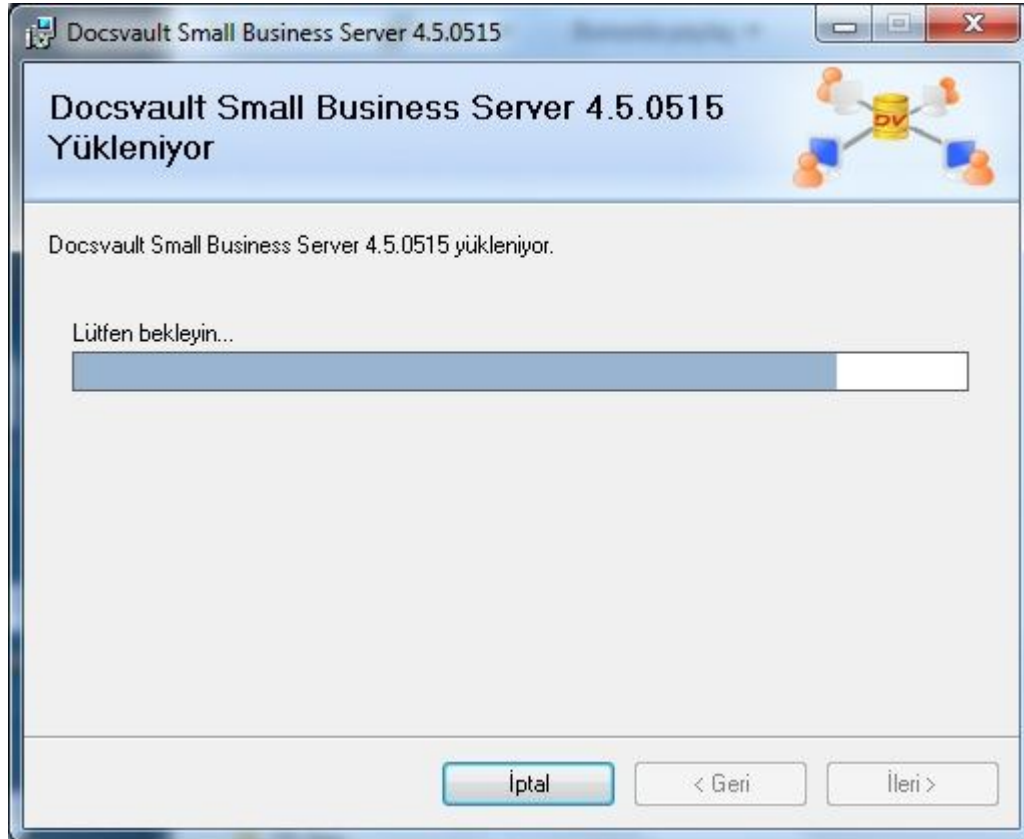 Docsvault Small Business Server 4.5.0515
Docsvault Small Business Server 4.5.0515
Yükleniyor
DV
Docsvault Small Business Server 4.5.0515 yükleniyor.
Lütfen bekleyin...
İptal
< Geri
İleri >